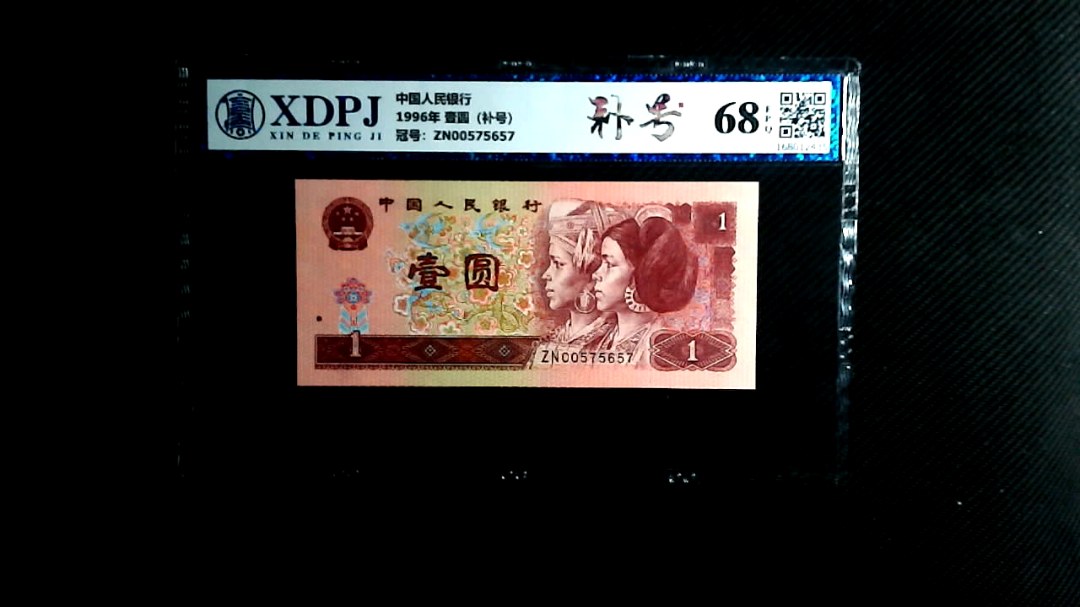 XDPJ
XIN DE PING JI
中国人民银行
1996年 壹圆（补号）
冠号：ZN00575657
补号
68
EPQ
中国人民银行
壹圆
1
1
ZN00575657
1